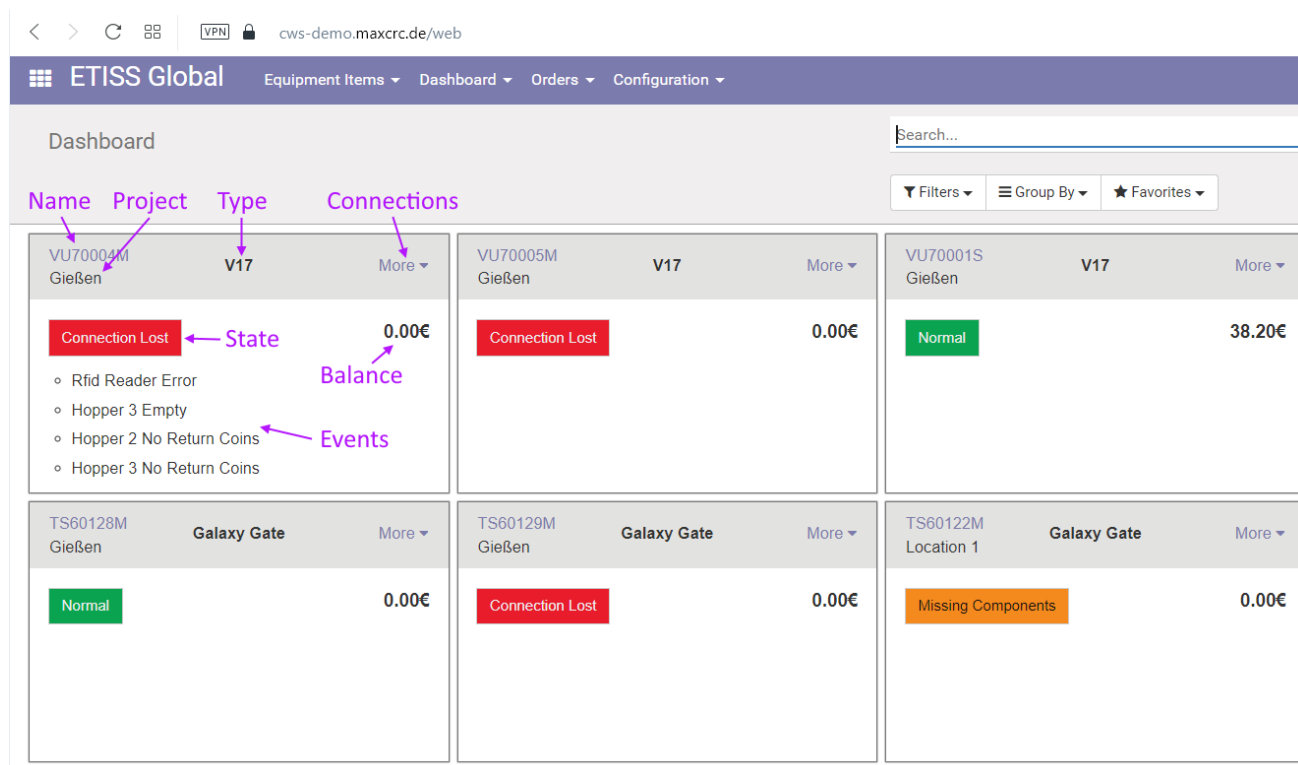 VPN cws-demo.maxcrc.de/web
ETISS Global Equipment Items Dashboard Orders Configuration
Dashboard
Search...
Filters Group By Favorites
Name Project Type Connections
VU70004M
Gießen
V17
More
Connection Lost
State
0.00€
Balance
Rfid Reader Error
Hopper 3 Empty
Hopper 2 No Return Coins
Hopper 3 No Return Coins
Events
VU70005M
Gießen
V17
More
Connection Lost
0.00€
VU70001S
Gießen
V17
More
Normal
38.20€
TS60128M
Gießen
Galaxy Gate
More
Normal
0.00€
TS60129M
Gießen
Galaxy Gate
More
Connection Lost
0.00€
TS60122M
Location 1
Galaxy Gate
More
Missing Components
0.00€